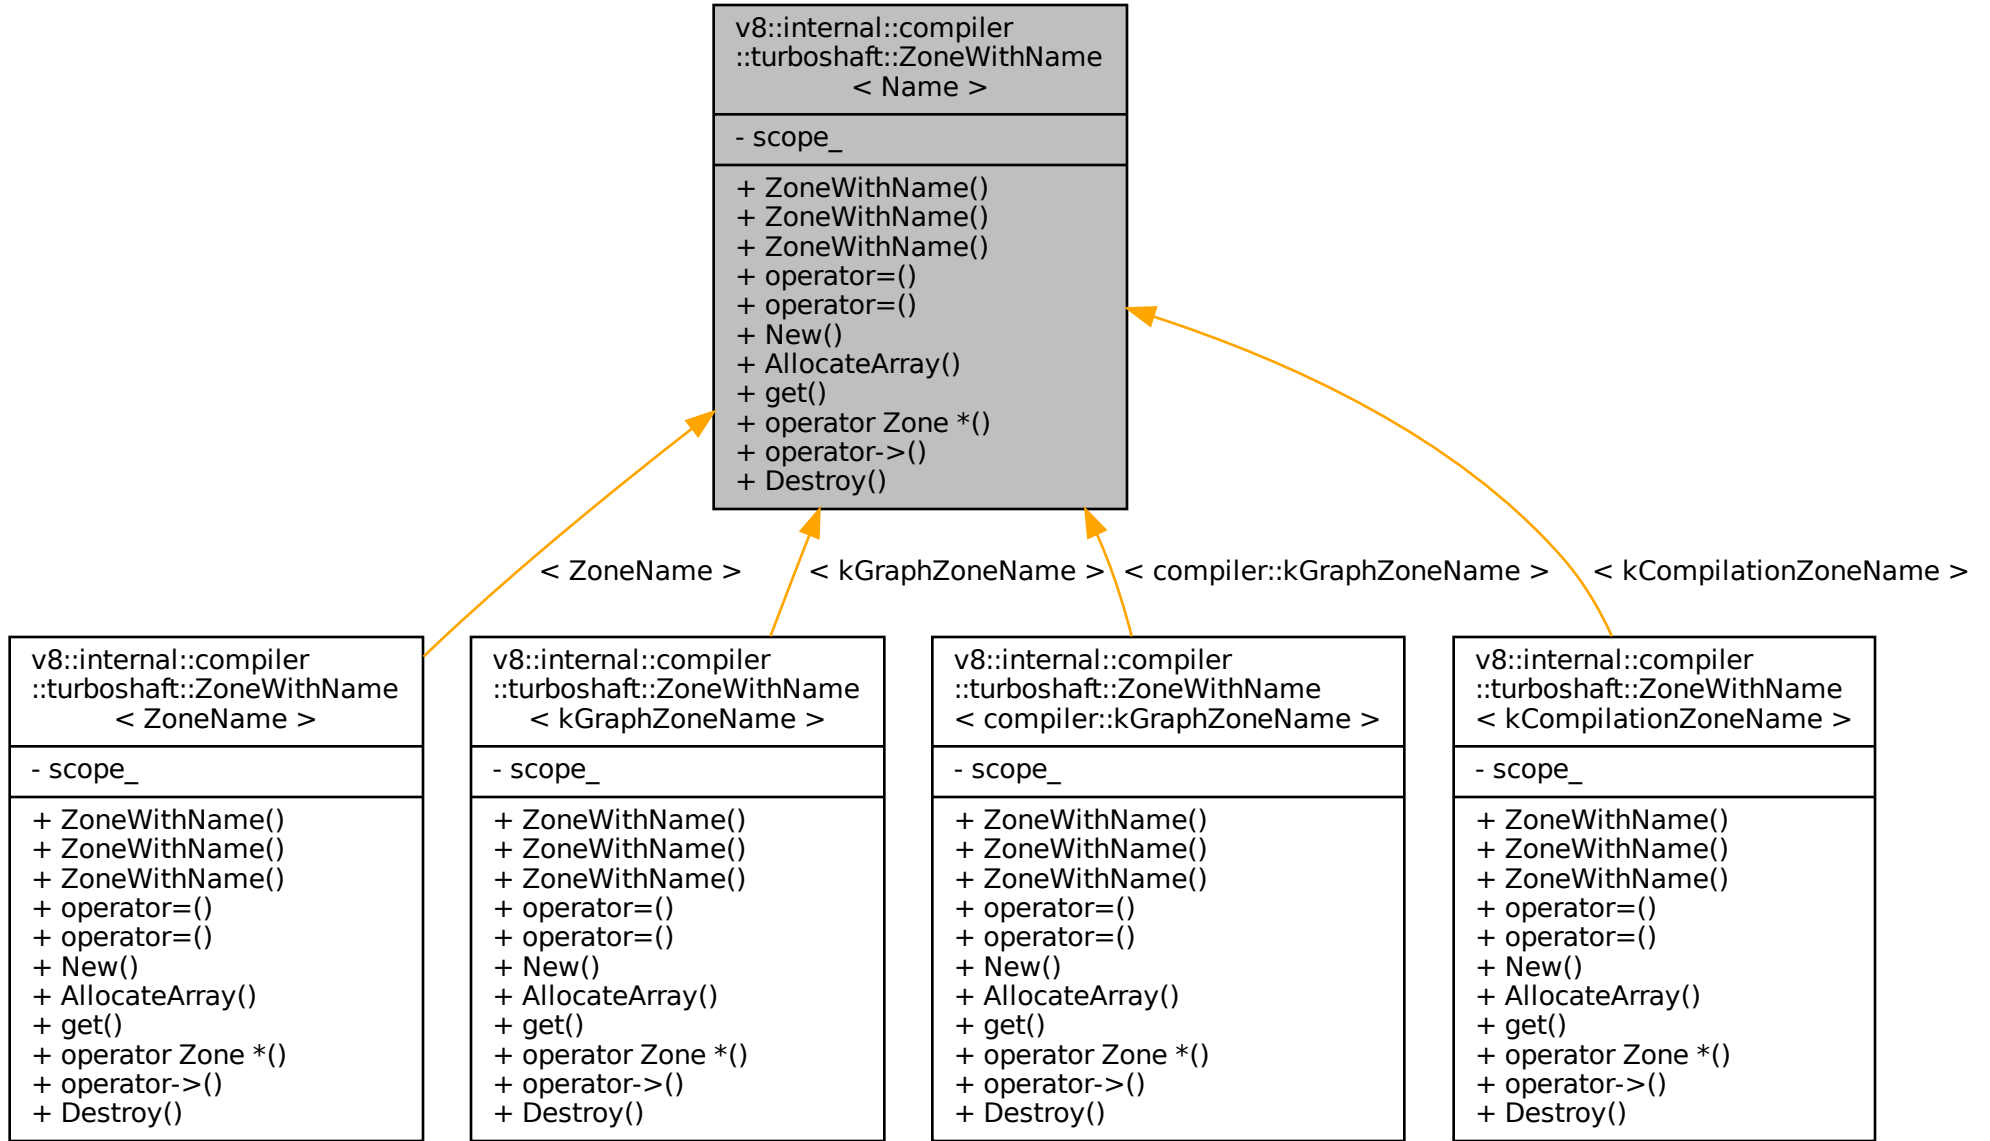 v8::internal::compiler
::turboshaft::ZoneWithName
< Name >
- scope_
+ ZoneWithName()
+ ZoneWithName()
+ ZoneWithName()
+ operator=()
+ operator=()
+ New()
+ AllocateArray()
+ get()
+ operator Zone *()
+ operator->()
+ Destroy()
< ZoneName >
< kGraphZoneName >
< compiler::kGraphZoneName >
< kCompilationZoneName >
v8::internal::compiler
::turboshaft::ZoneWithName
< ZoneName >
- scope_
+ ZoneWithName()
+ ZoneWithName()
+ ZoneWithName()
+ operator=()
+ operator=()
+ New()
+ AllocateArray()
+ get()
+ operator Zone *()
+ operator->()
+ Destroy()
v8::internal::compiler
::turboshaft::ZoneWithName
< kGraphZoneName >
- scope_
+ ZoneWithName()
+ ZoneWithName()
+ ZoneWithName()
+ operator=()
+ operator=()
+ New()
+ AllocateArray()
+ get()
+ operator Zone *()
+ operator->()
+ Destroy()
v8::internal::compiler
::turboshaft::ZoneWithName
< compiler::kGraphZoneName >
- scope_
+ ZoneWithName()
+ ZoneWithName()
+ ZoneWithName()
+ operator=()
+ operator=()
+ New()
+ AllocateArray()
+ get()
+ operator Zone *()
+ operator->()
+ Destroy()
v8::internal::compiler
::turboshaft::ZoneWithName
< kCompilationZoneName >
- scope_
+ ZoneWithName()
+ ZoneWithName()
+ ZoneWithName()
+ operator=()
+ operator=()
+ New()
+ AllocateArray()
+ get()
+ operator Zone *()
+ operator->()
+ Destroy()